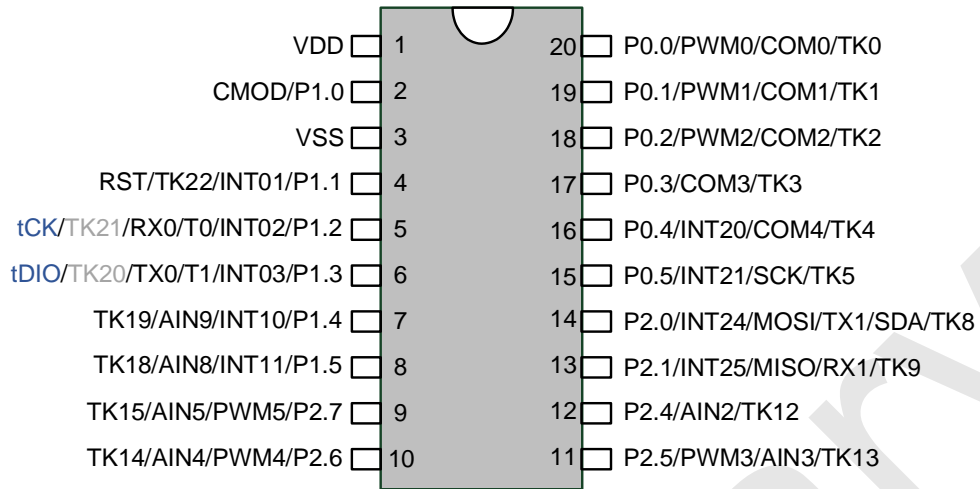 VDD 1 20 P0.0/PWM0/COM0/TK0
CMOD/P1.0 2 19 P0.1/PWM1/COM1/TK1
VSS 3 18 P0.2/PWM2/COM2/TK2
RST/TK22/INT01/P1.1 4 17 P0.3/COM3/TK3
tCK/TK21/RX0/T0/INT02/P1.2 5 16 P0.4/INT20/COM4/TK4
tDIO/TK20/TX0/T1/INT03/P1.3 6 15 P0.5/INT21/SCK/TK5
TK19/AIN9/INT10/P1.4 7 14 P2.0/INT24/MOSI/TX1/SDA/TK8
TK18/AIN8/INT11/P1.5 8 13 P2.1/INT25/MISO/RX1/TK9
TK15/AIN5/PWM5/P2.7 9 12 P2.4/AIN2/TK12
TK14/AIN4/PWM4/P2.6 10 11 P2.5/PWM3/AIN3/TK13